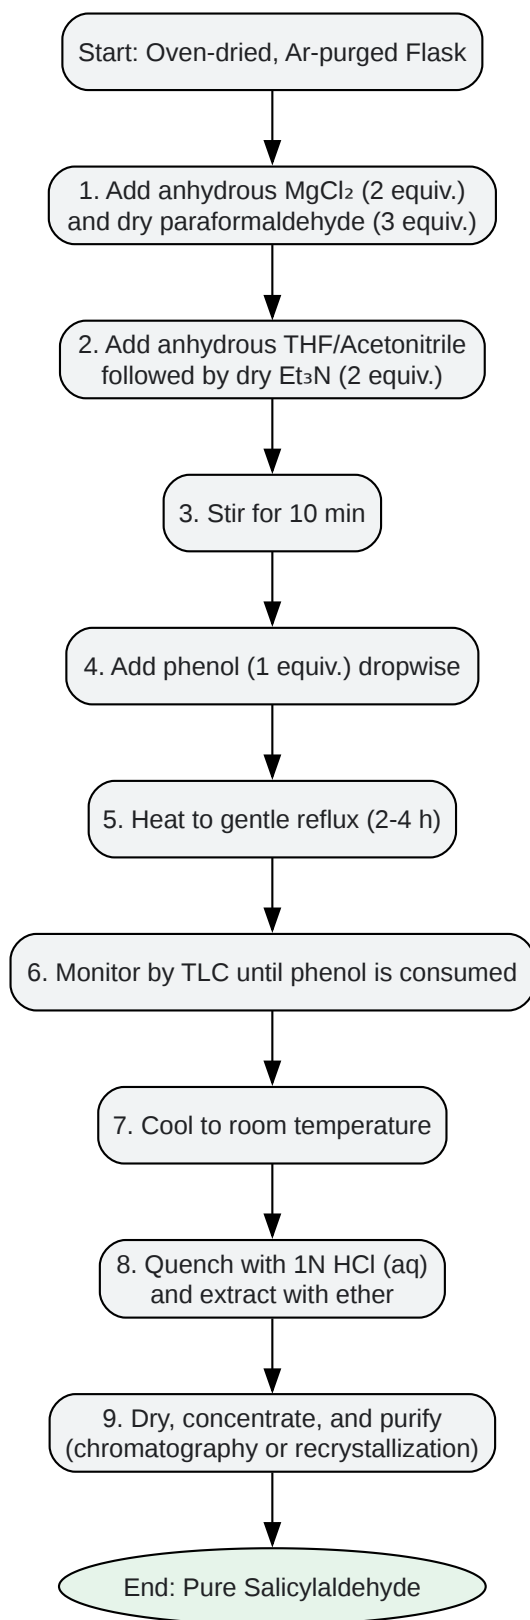 Start: Oven-dried, Ar-purged Flask
1. Add anhydrous MgCl₂ (2 equiv.)
and dry paraformaldehyde (3 equiv.)
2. Add anhydrous THF/Acetonitrile
followed by dry Et₃N (2 equiv.)
3. Stir for 10 min
4. Add phenol (1 equiv.) dropwise
5. Heat to gentle reflux (2-4 h)
6. Monitor by TLC until phenol is consumed
7. Cool to room temperature
8. Quench with 1N HCl (aq)
and extract with ether
9. Dry, concentrate, and purify
(chromatography or recrystallization)
End: Pure Salicylaldehyde